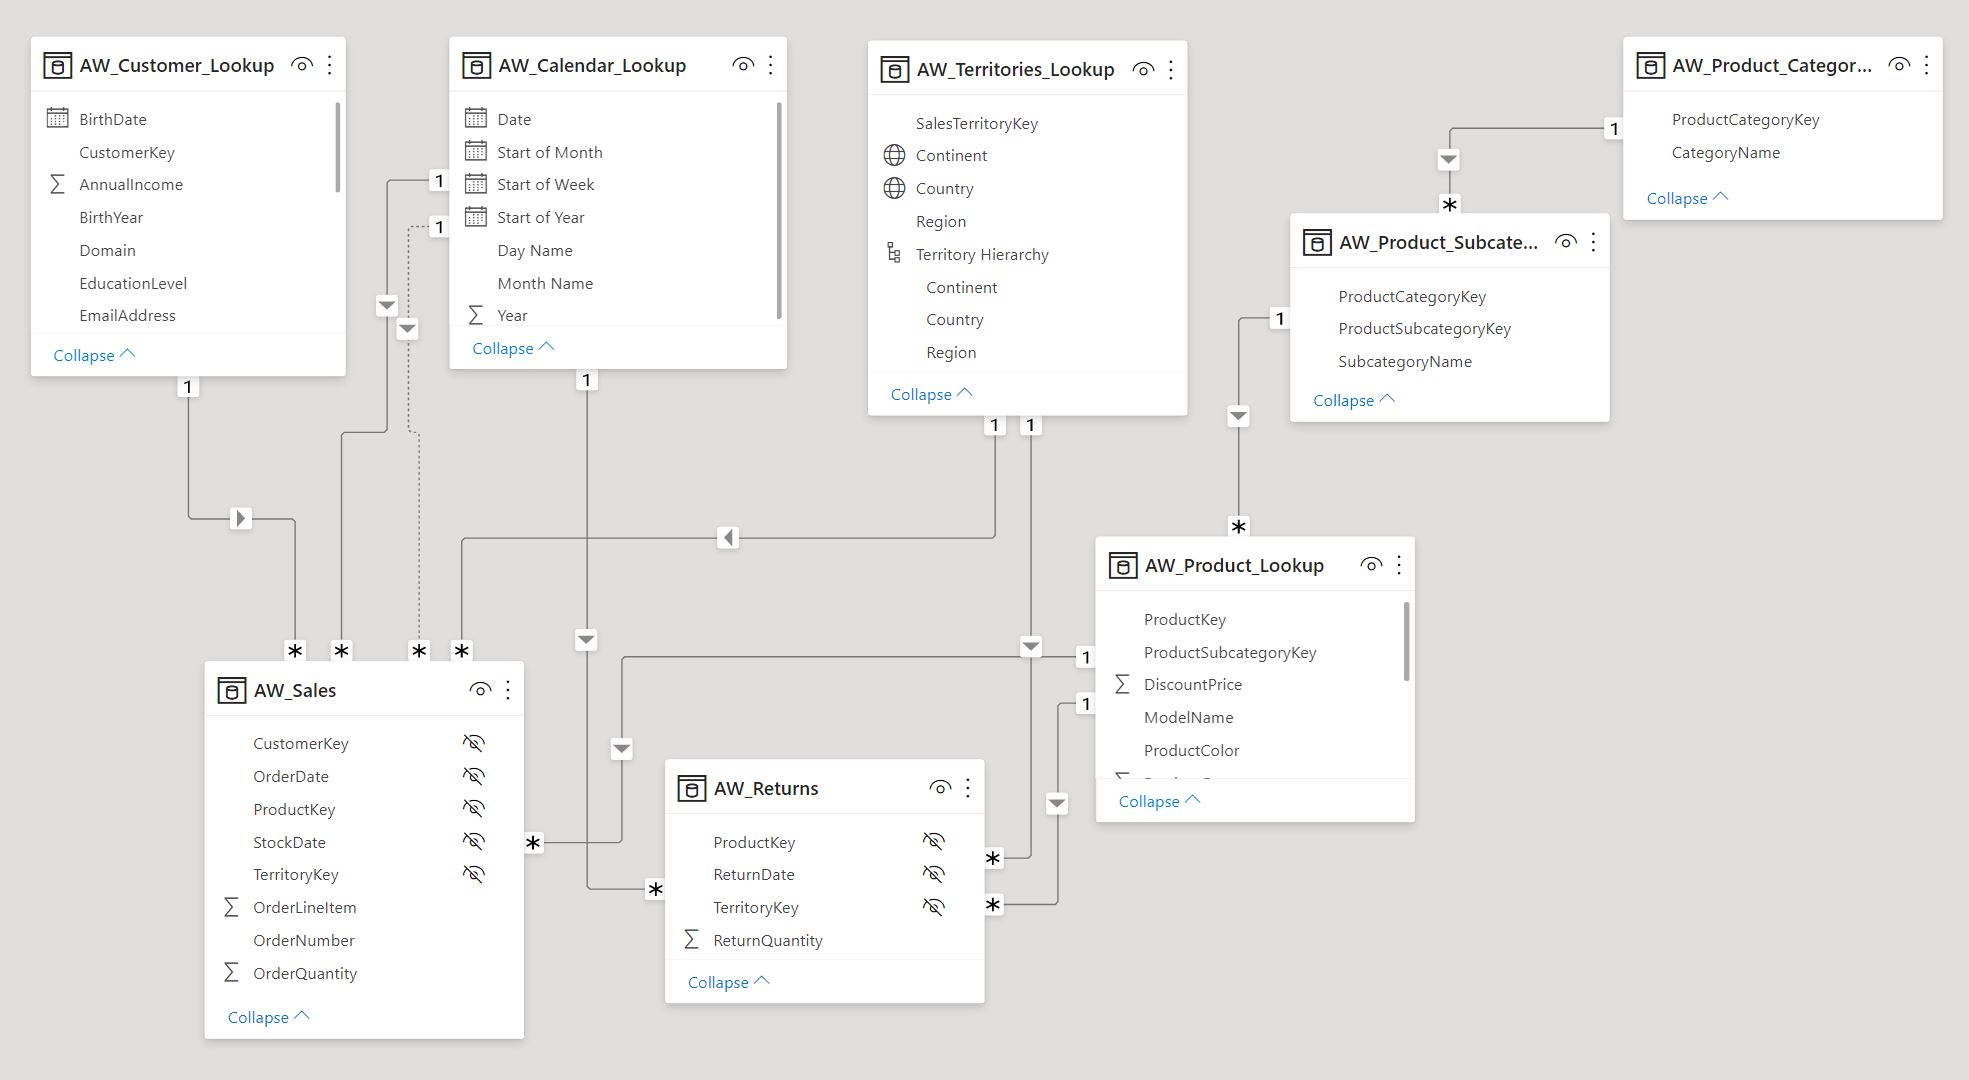 AW_Customer_Lookup
BirthDate
CustomerKey
AnnualIncome
BirthYear
Domain
EducationLevel
EmailAddress
Collapse
1
AW_Calendar_Lookup
Date
Start of Month
Start of Week
Start of Year
Day Name
Month Name
Year
Collapse
1
1
1
AW_Territories_Lookup
SalesTerritoryKey
Continent
Country
Region
Territory Hierarchy
Continent
Country
Region
Collapse
1
1
AW_Product_Categor...
ProductCategoryKey
CategoryName
Collapse
1
*
AW_Product_Subcate...
ProductCategoryKey
ProductSubcategoryKey
SubcategoryName
Collapse
1
*
AW_Product_Lookup
ProductKey
ProductSubcategoryKey
DiscountPrice
ModelName
ProductColor
Collapse
1
1
* * * *
AW_Sales
CustomerKey
OrderDate
ProductKey
StockDate
TerritoryKey
OrderLineItem
OrderNumber
OrderQuantity
Collapse
*
AW_Returns
ProductKey
ReturnDate
TerritoryKey
ReturnQuantity
Collapse
*
*
*